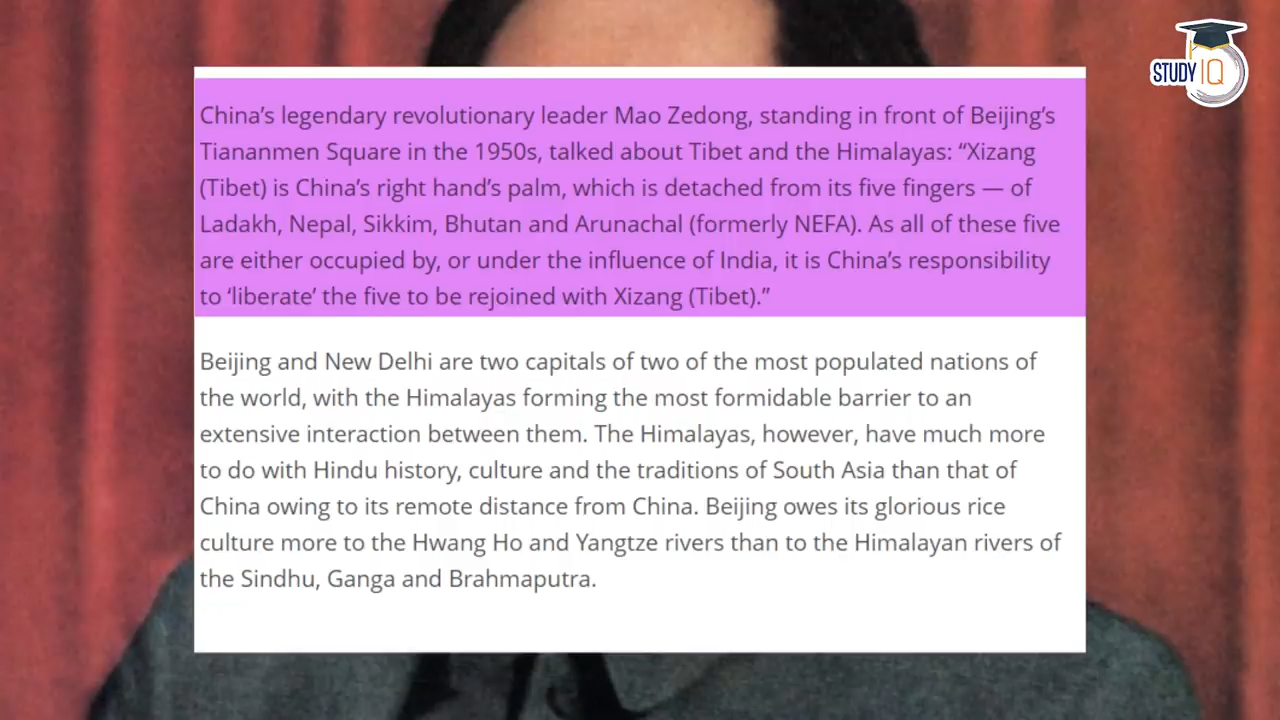 STUDY IQ
China’s legendary revolutionary leader Mao Zedong, standing in front of Beijing’s
Tiananmen Square in the 1950s, talked about Tibet and the Himalayas: “Xizang
(Tibet) is China’s right hand’s palm, which is detached from its five fingers — of
Ladakh, Nepal, Sikkim, Bhutan and Arunachal (formerly NEFA). As all of these five
are either occupied by, or under the influence of India, it is China’s responsibility
to ‘liberate’ the five to be rejoined with Xizang (Tibet).”
Beijing and New Delhi are two capitals of two of the most populated nations of
the world, with the Himalayas forming the most formidable barrier to an
extensive interaction between them. The Himalayas, however, have much more
to do with Hindu history, culture and the traditions of South Asia than that of
China owing to its remote distance from China. Beijing owes its glorious rice
culture more to the Hwang Ho and Yangtze rivers than to the Himalayan rivers of
the Sindhu, Ganga and Brahmaputra.